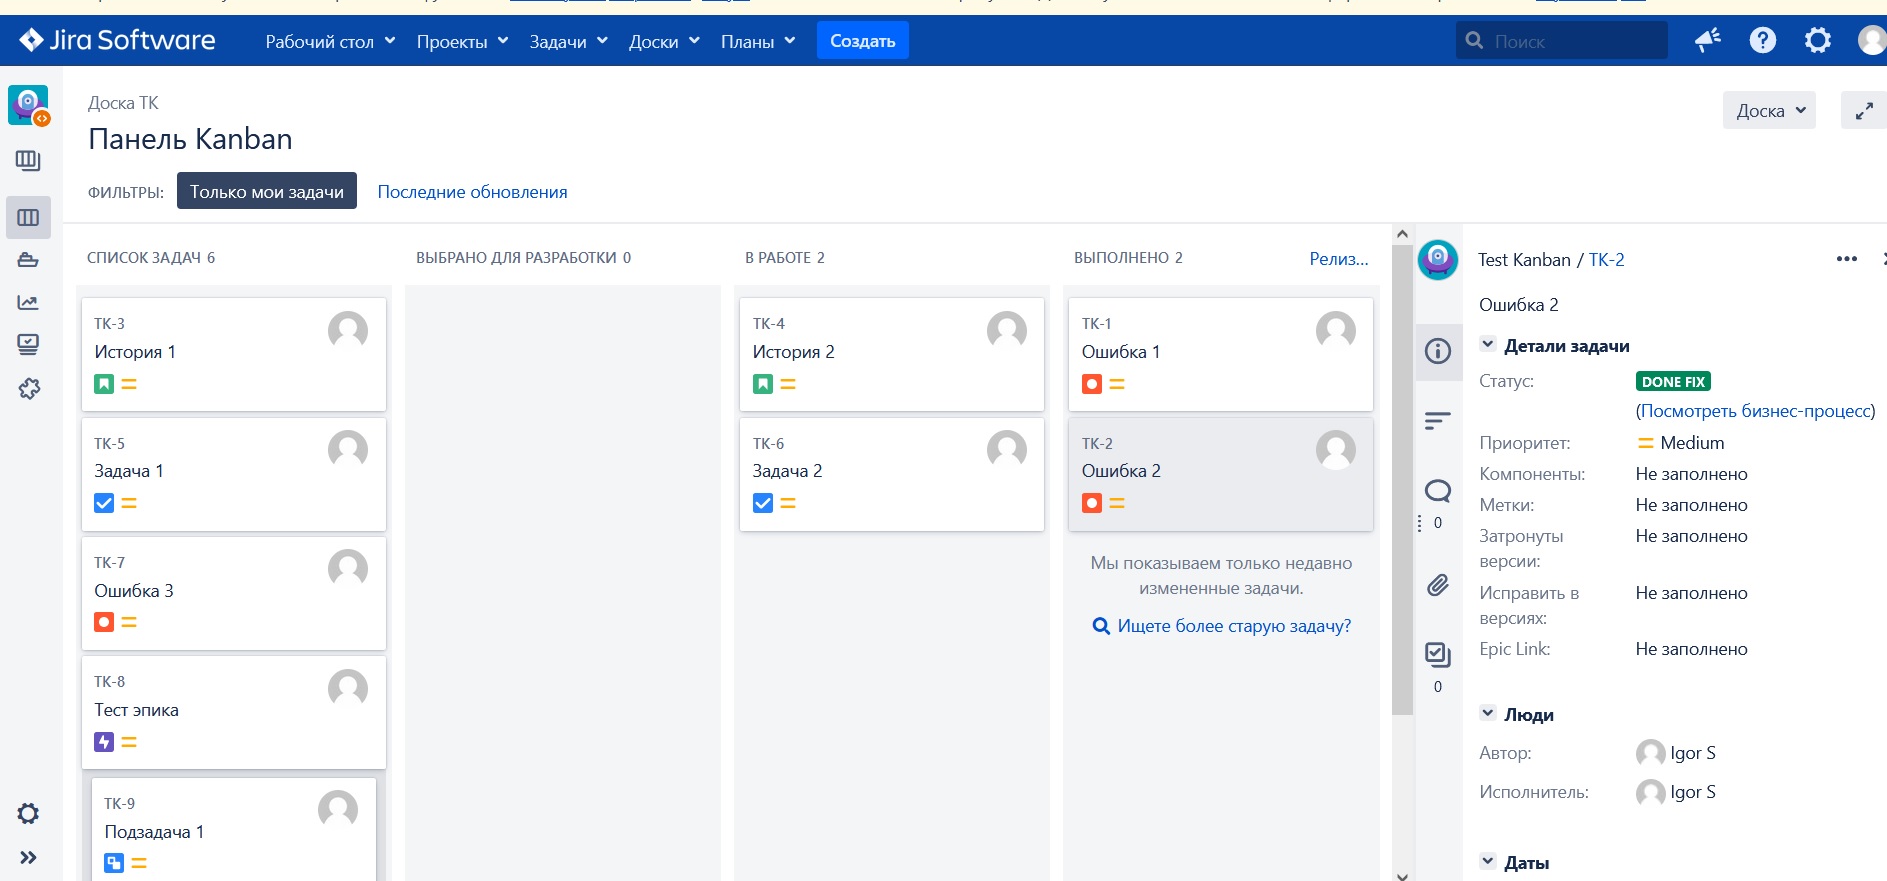 Jira Software
Рабочий стол
Проекты
Задачи
Доски
Планы
Создать
Поиск
Доска ТК
Панель Kanban
Доска
ФИЛЬТРЫ:
Только мои задачи
Последние обновления
СПИСОК ЗАДАЧ 6
ВЫБРАНО ДЛЯ РАЗРАБОТКИ 0
В РАБОТЕ 2
ВЫПОЛНЕНО 2
Релиз...
TK-3
История 1
TK-5
Задача 1
TK-7
Ошибка 3
TK-8
Тест эпика
TK-9
Подзадача 1
TK-4
История 2
TK-6
Задача 2
TK-1
Ошибка 1
TK-2
Ошибка 2
Мы показываем только недавно
измененные задачи.
Ищете более старую задачу?
0
0
Test Kanban / TK-2
Ошибка 2
Детали задачи
Статус:
DONE FIX
(Посмотреть бизнес-процесс)
Приоритет:
Medium
Компоненты:
Не заполнено
Метки:
Не заполнено
Затронуты
версии:
Не заполнено
Исправить в
версиях:
Не заполнено
Epic Link:
Не заполнено
Люди
Автор:
Igor S
Исполнитель:
Igor S
Даты